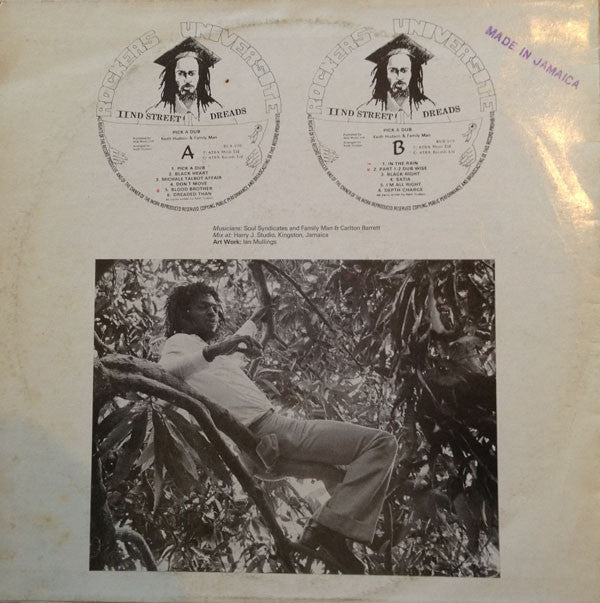 MADE IN JAMAICA
ROCKERS UNIVERSITE
IIND STREET DREADS
PICK A DUB
Keith Hudson & Family Man
A
1. PICK A DUB
2. BLACK HEART
3. MICHALE TALBOT AFFAIR
4. DON'T MOVE
5. BLOOD BROTHER
6. DREADED THAN
ROCKERS UNIVERSITE
IIND STREET DREADS
PICK A DUB
Keith Hudson & Family Man
B
1. IN THE RAIN
2. PART 1-2 DUB WISE
3. BLACK RIGHT
4. SATIA
5. I'M ALL RIGHT
6. DEPTH CHARGE
Musicians: Soul Syndicates and Family Man & Carlton Barrett
Mix at: Harry J. Studio, Kingston, Jamaica
Art Work: Ian Mullings